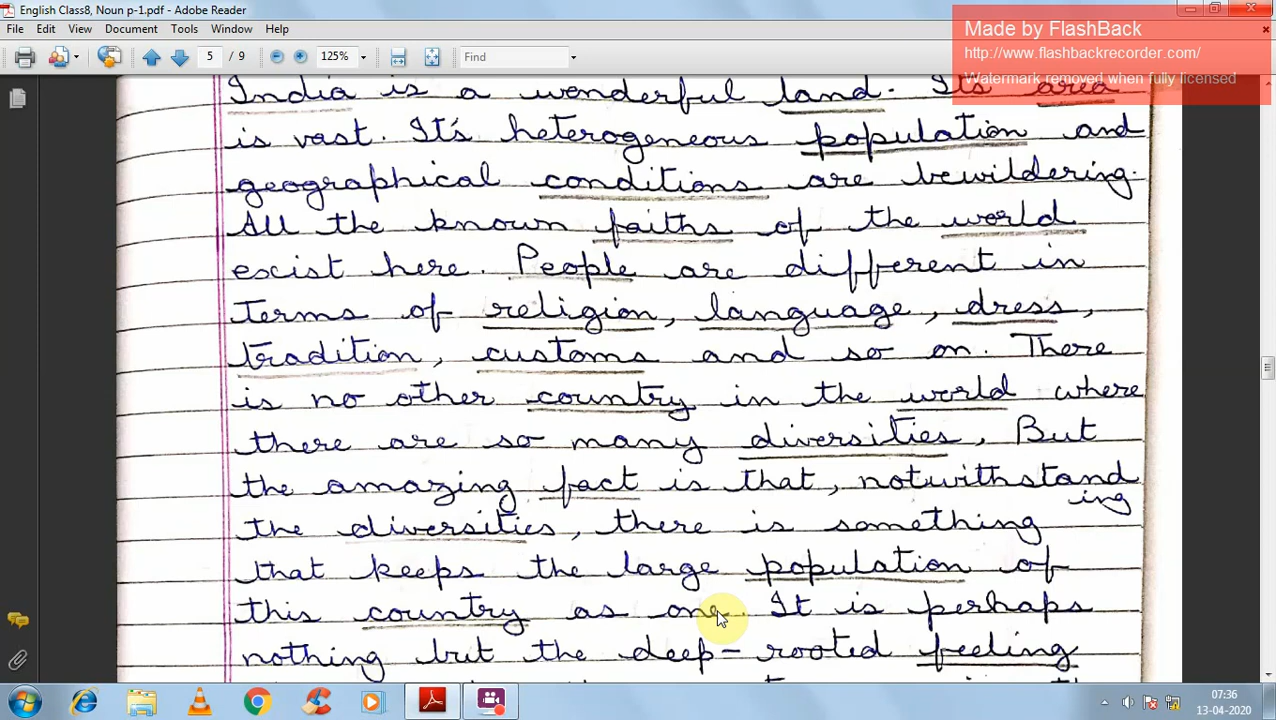 English Class8, Noun p-1.pdf - Adobe Reader
File Edit View Document Tools Window Help
5 / 9 125% Find
Made by FlashBack
http://www.flashbackrecorder.com/
Watermark removed when fully licensed
India is a wonderful land. Its area
is vast. It's heterogeneous population and
geographical conditions are bewildering.
All the known faiths of the world
excist here. People are different in
terms of religion, language, dress,
tradition, customs and so on. There
is no other country in the world where
there are so many diversities, But
the amazing fact is that, notwithstand
ing
the diversities, there is something
that keeps the large population of
this country as one. It is perhaps
nothing but the deep-rooted feeling
07:36
13-04-2020